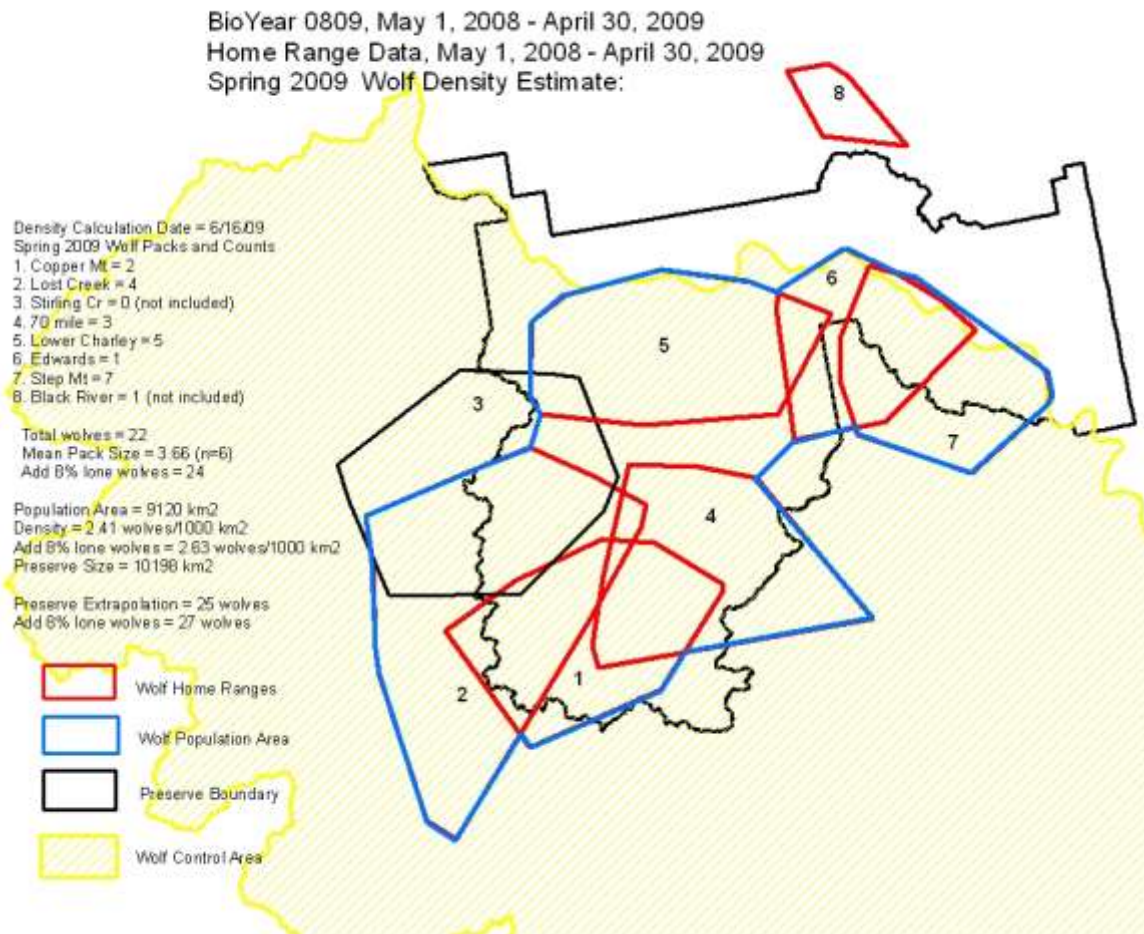 BioYear 0809, May 1, 2008 - April 30, 2009
Home Range Data, May 1, 2008 - April 30, 2009
Spring 2009 Wolf Density Estimate:
8
Density Calculation Date = 6/16/09
Spring 2009 Wolf Packs and Counts
1. Copper Mt = 2
2. Lost Creek = 4
3. Stirling Cr = 0 (not included)
4. 70 mile = 3
5. Lower Charley = 5
6. Edwards = 1
7. Step Mt = 7
8. Black River = 1 (not included)
Total wolves = 22
Mean Pack Size = 3.66 (n=6)
Add 8% lone wolves = 24
Population Area = 9120 km2
Density = 2.41 wolves/1000 km2
Add 8% lone wolves = 2.63 wolves/1000 km2
Preserve Size = 10198 km2
Preserve Extrapolation = 25 wolves
Add 8% lone wolves = 27 wolves
6
5
3
7
4
1
2
Wolf Home Ranges
Wolf Population Area
Preserve Boundary
Wolf Control Area